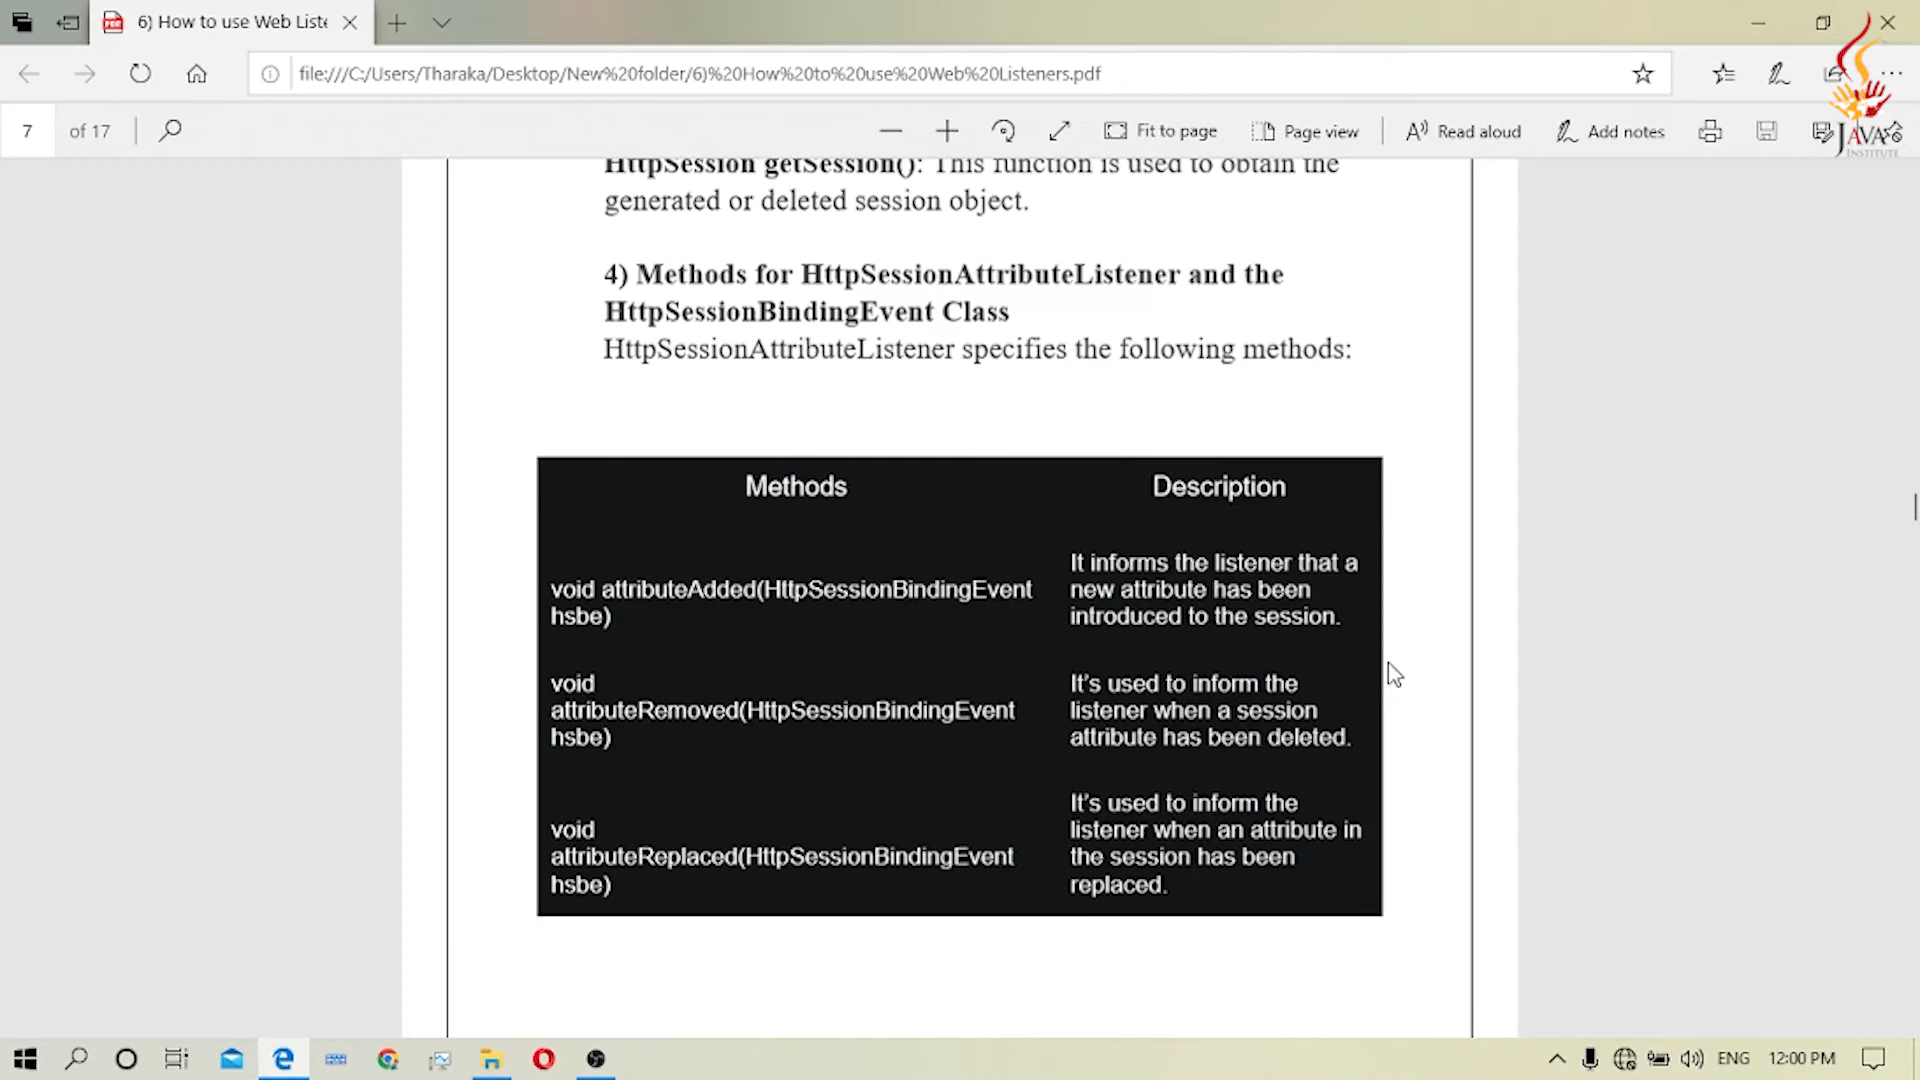 6) How to use Web Liste
file:///C:/Users/Tharaka/Desktop/New%20folder/6)%20How%20to%20use%20Web%20Listeners.pdf
7 of 17
Fit to page
Page view
Read aloud
Add notes
JAVA
INSTITUTE
HttpSession getSession(): This function is used to obtain the
generated or deleted session object.
4) Methods for HttpSessionAttributeListener and the
HttpSessionBindingEvent Class
HttpSessionAttributeListener specifies the following methods:
Methods
Description
void attributeAdded(HttpSessionBindingEvent
hsbe)
It informs the listener that a
new attribute has been
introduced to the session.
void
attributeRemoved(HttpSessionBindingEvent
hsbe)
It's used to inform the
listener when a session
attribute has been deleted.
void
attributeReplaced(HttpSessionBindingEvent
hsbe)
It's used to inform the
listener when an attribute in
the session has been
replaced.
ENG
12:00 PM